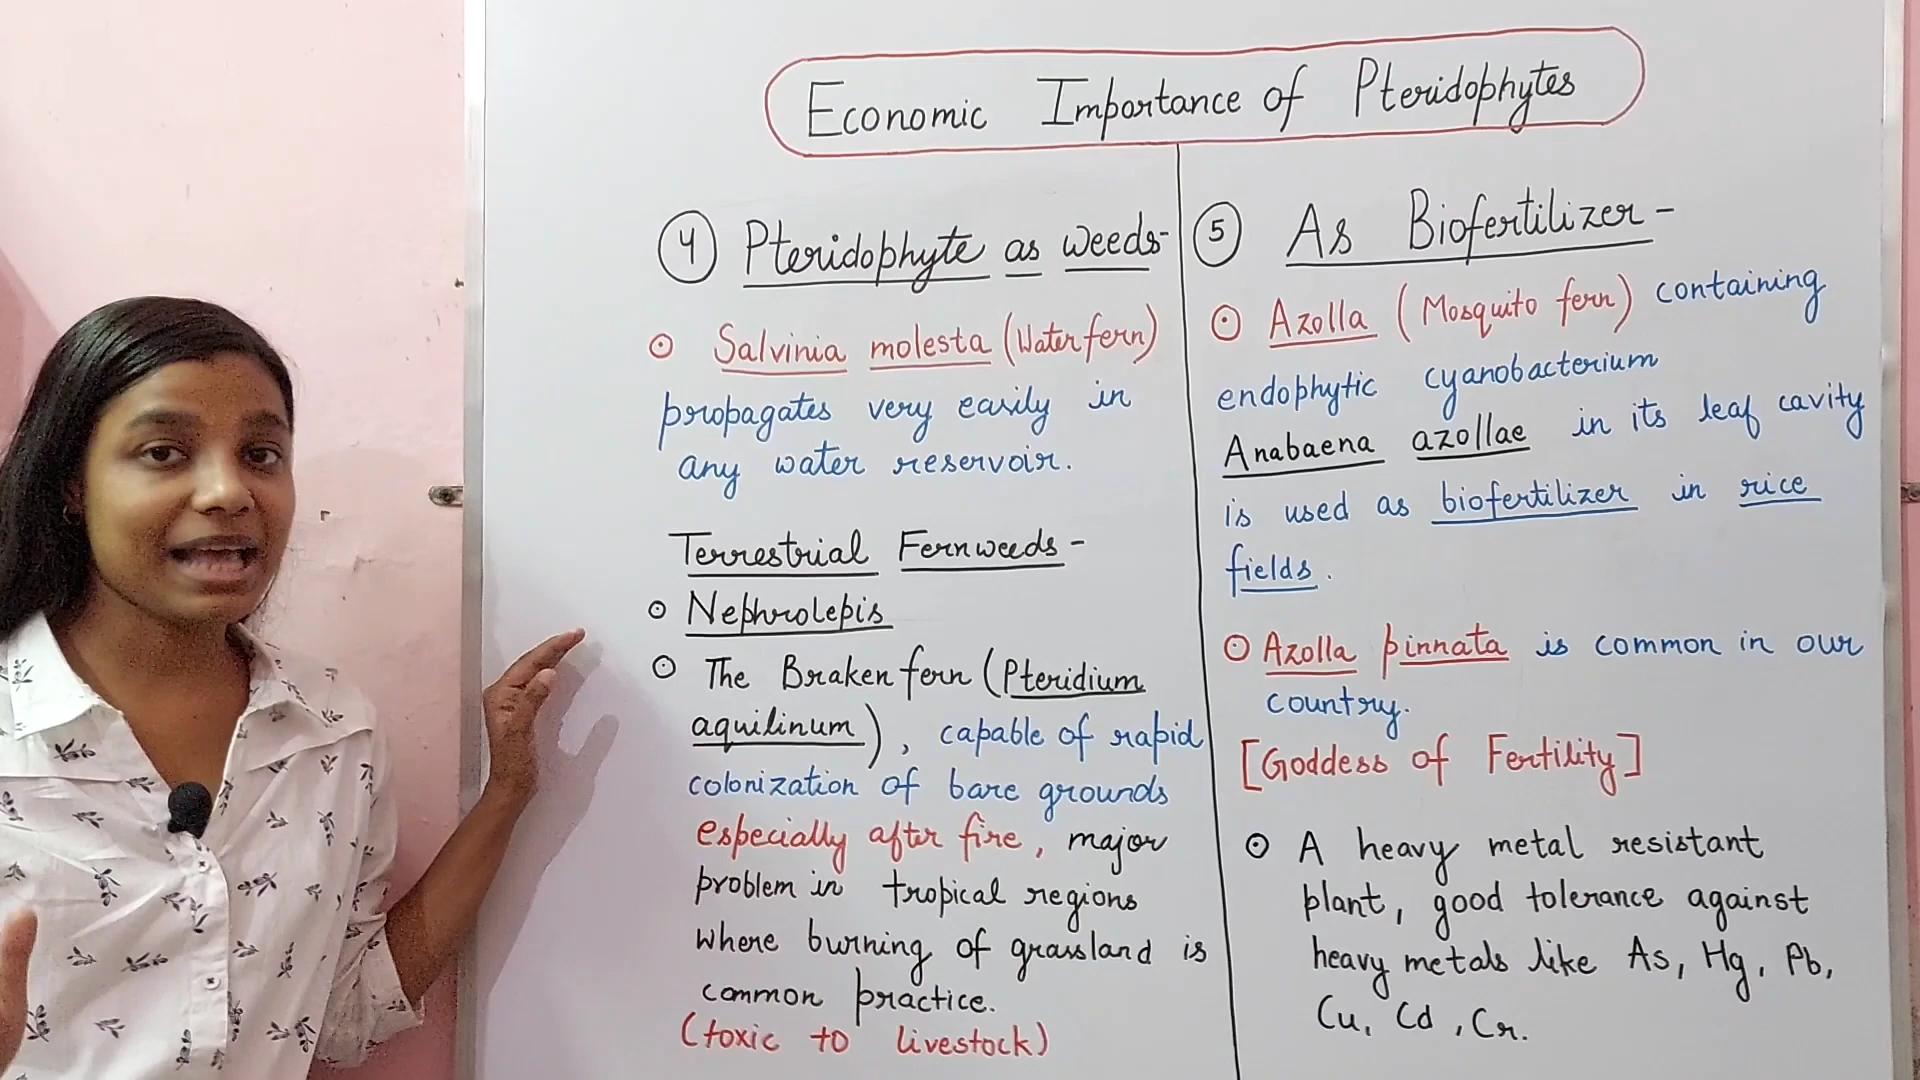 Economic Importance of Pteridophytes
4 Pteridophyte as weeds-
Salvinia molesta (Water fern)
propagates very easily in
any water reservoir.
Terrestrial Fern weeds -
Nephrolepis
The Braken fern (Pteridium
aquilinum), capable of rapid
colonization of bare grounds
especially after fire, major
problem in tropical regions
where burning of grassland is
common practice.
(toxic to livestock)
5 As Biofertilizer -
Azolla (Mosquito fern) containing
endophytic cyanobacterium
Anabaena azollae in its leaf cavity
is used as biofertilizer in rice
fields.
Azolla pinnata is common in our
country.
[Goddess of Fertility]
A heavy metal resistant
plant, good tolerance against
heavy metals like As, Hg, Pb,
Cu, Cd, Cr.